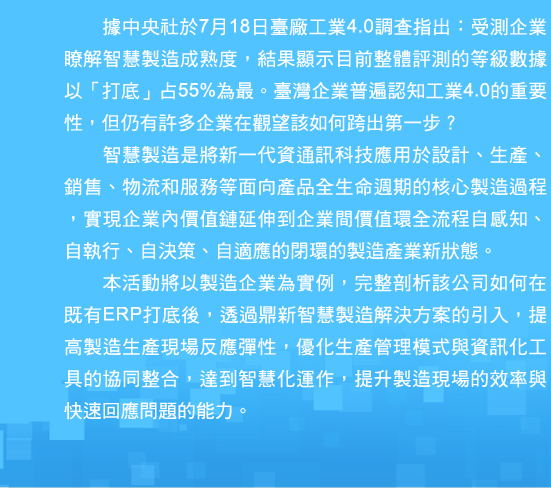 據中央社於7月18日臺廠工業4.0調查指出：受測企業
瞭解智慧製造成熟度，結果顯示目前整體評測的等級數據
以「打底」占55%為最。臺灣企業普遍認知工業4.0的重要
性，但仍有許多企業在觀望該如何跨出第一步？
智慧製造是將新一代資通訊科技應用於設計、生產、
銷售、物流和服務等面向產品全生命週期的核心製造過程
，實現企業內價值鏈延伸到企業間價值環全流程自感知、
自執行、自決策、自適應的閉環的製造產業新狀態。
本活動將以製造企業為實例，完整剖析該公司如何在
既有ERP打底後，透過鼎新智慧製造解決方案的引入，提
高製造生產現場反應彈性，優化生產管理模式與資訊化工
具的協同整合，達到智慧化運作，提升製造現場的效率與
快速回應問題的能力。